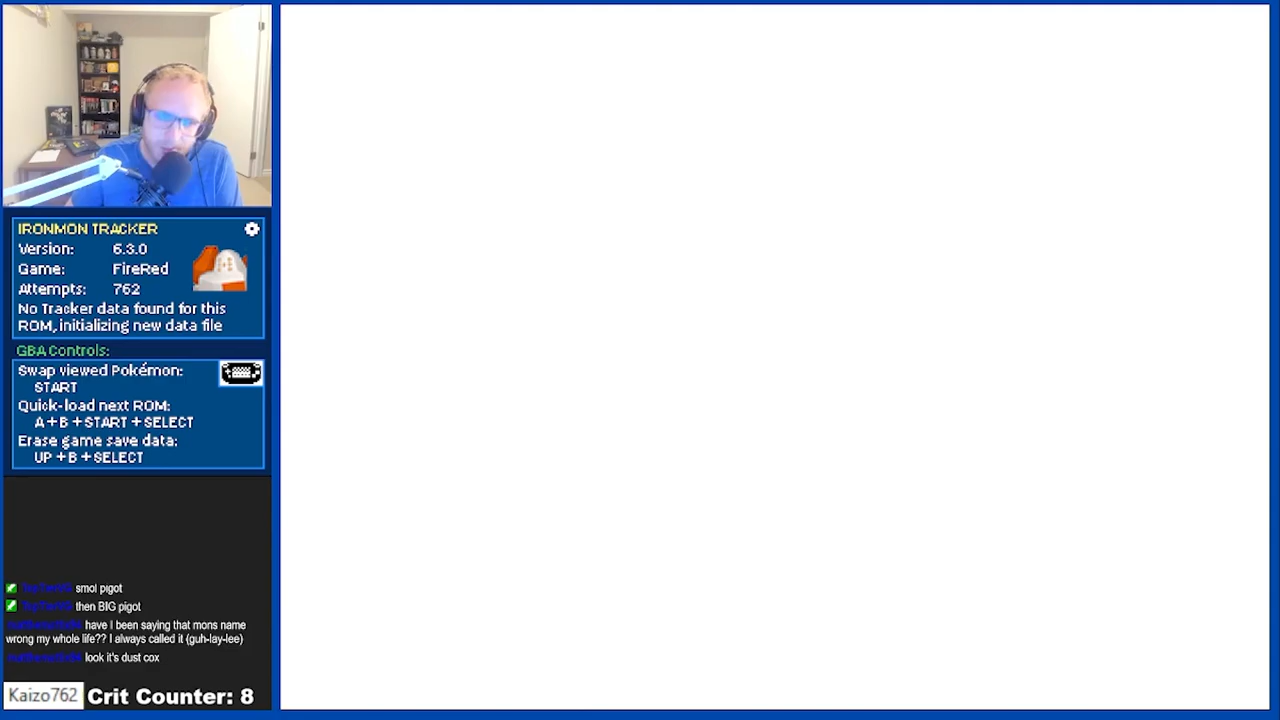 IRONMON TRACKER
Version: 6.3.0
Game: FireRed
Attempts: 762
No Tracker data found for this
ROM, initializing new data file
GBA Controls:
Swap viewed Pokémon:
START
Quick-load next ROM:
A + B + START + SELECT
Erase game save data:
UP + B + SELECT
smol pigot
then BIG pigot
have I been saying that mons name
wrong my whole life?? I always called it (guh-lay-lee)
look it's dust cox
Kaizo762 Crit Counter: 8